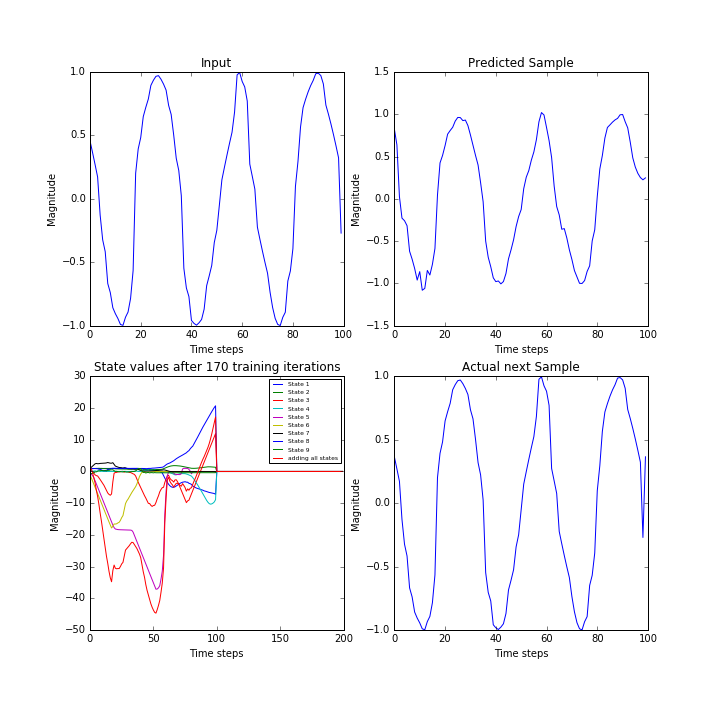 Input
Magnitude
1.0
0.5
0.0
−0.5
−1.0
0 20 40 60 80 100
Time steps
Predicted Sample
Magnitude
1.5
1.0
0.5
0.0
−0.5
−1.0
−1.5
0 20 40 60 80 100
Time steps
State values after 170 training iterations
Magnitude
30
20
10
0
−10
−20
−30
−40
−50
0 50 100 150 200
Time steps
State 1
State 2
State 3
State 4
State 5
State 6
State 7
State 8
State 9
adding all states
Actual next Sample
Magnitude
1.0
0.5
0.0
−0.5
−1.0
0 20 40 60 80 100
Time steps